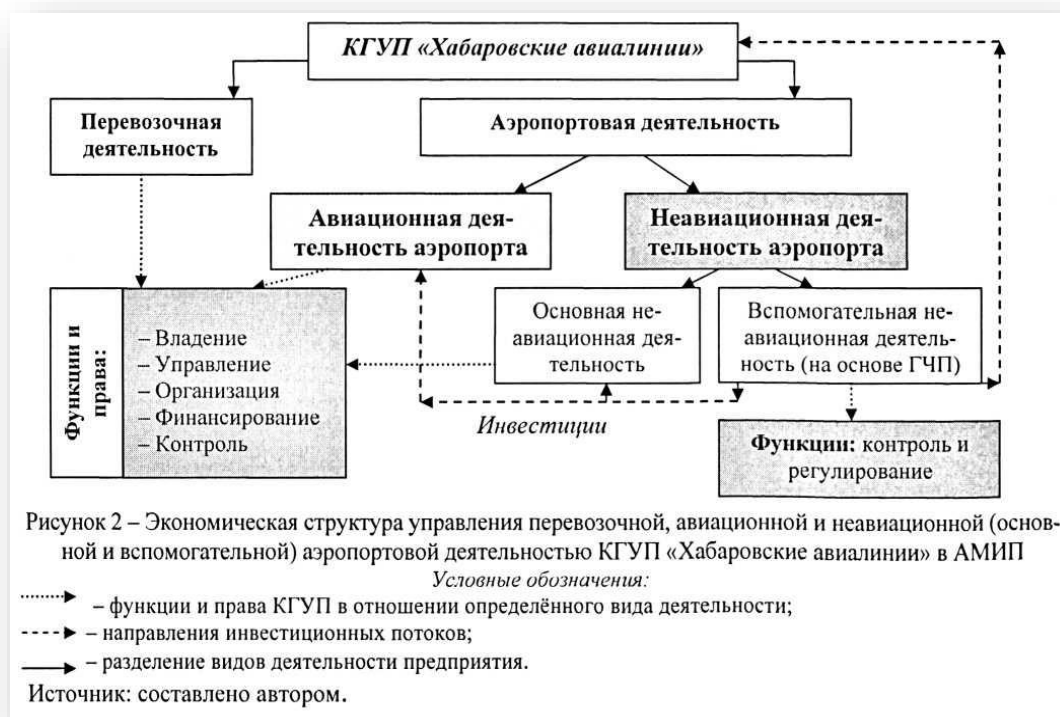 КГУП «Хабаровские авиалинии»
Перевозочная
деятельность
Аэропортовая деятельность
Авиационная дея-
тельность аэропорта
Неавиационная дея-
тельность аэропорта
Функции и
права:
– Владение
– Управление
– Организация
– Финансирование
– Контроль
Основная не-
авиационная дея-
тельность
Вспомогательная не-
авиационная деятель-
ность (на основе ГЧП)
Инвестиции
Функции: контроль и
регулирование
Рисунок 2 – Экономическая структура управления перевозочной, авиационной и неавиационной (основ-
ной и вспомогательной) аэропортовой деятельностью КГУП «Хабаровские авиалинии» в АМИП
Условные обозначения:
– функции и права КГУП в отношении определённого вида деятельности;
– направления инвестиционных потоков;
– разделение видов деятельности предприятия.
Источник: составлено автором.